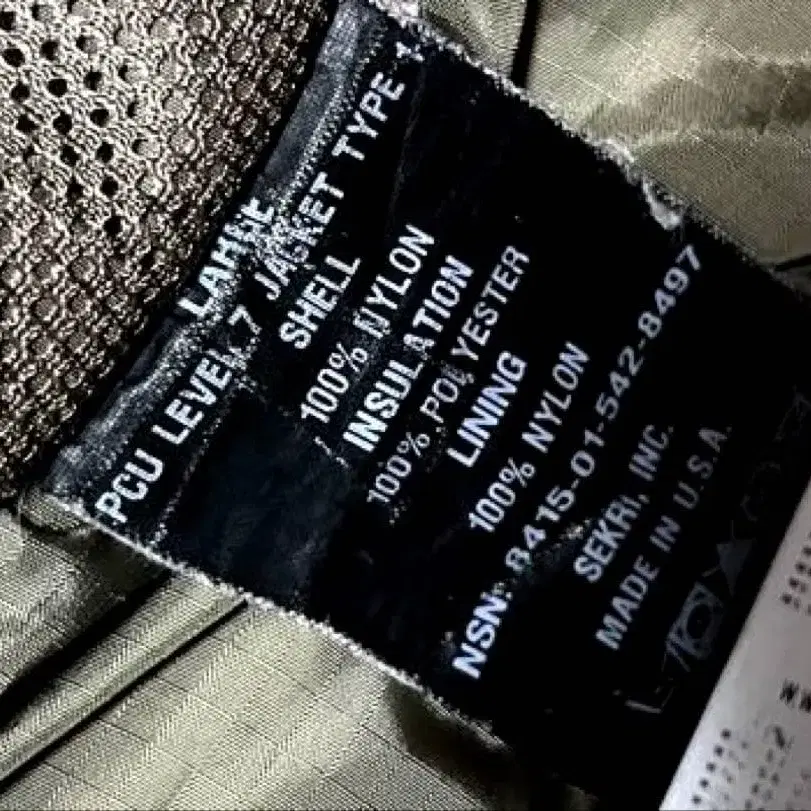 LARGE
PCU LEVEL 7 JACKET TYPE 1
SHELL
100% NYLON
INSULATION
100% POLYESTER
LINING
100% NYLON
NSN: 8415-01-542-8497
SEKRI, INC.
MADE IN U.S.A.